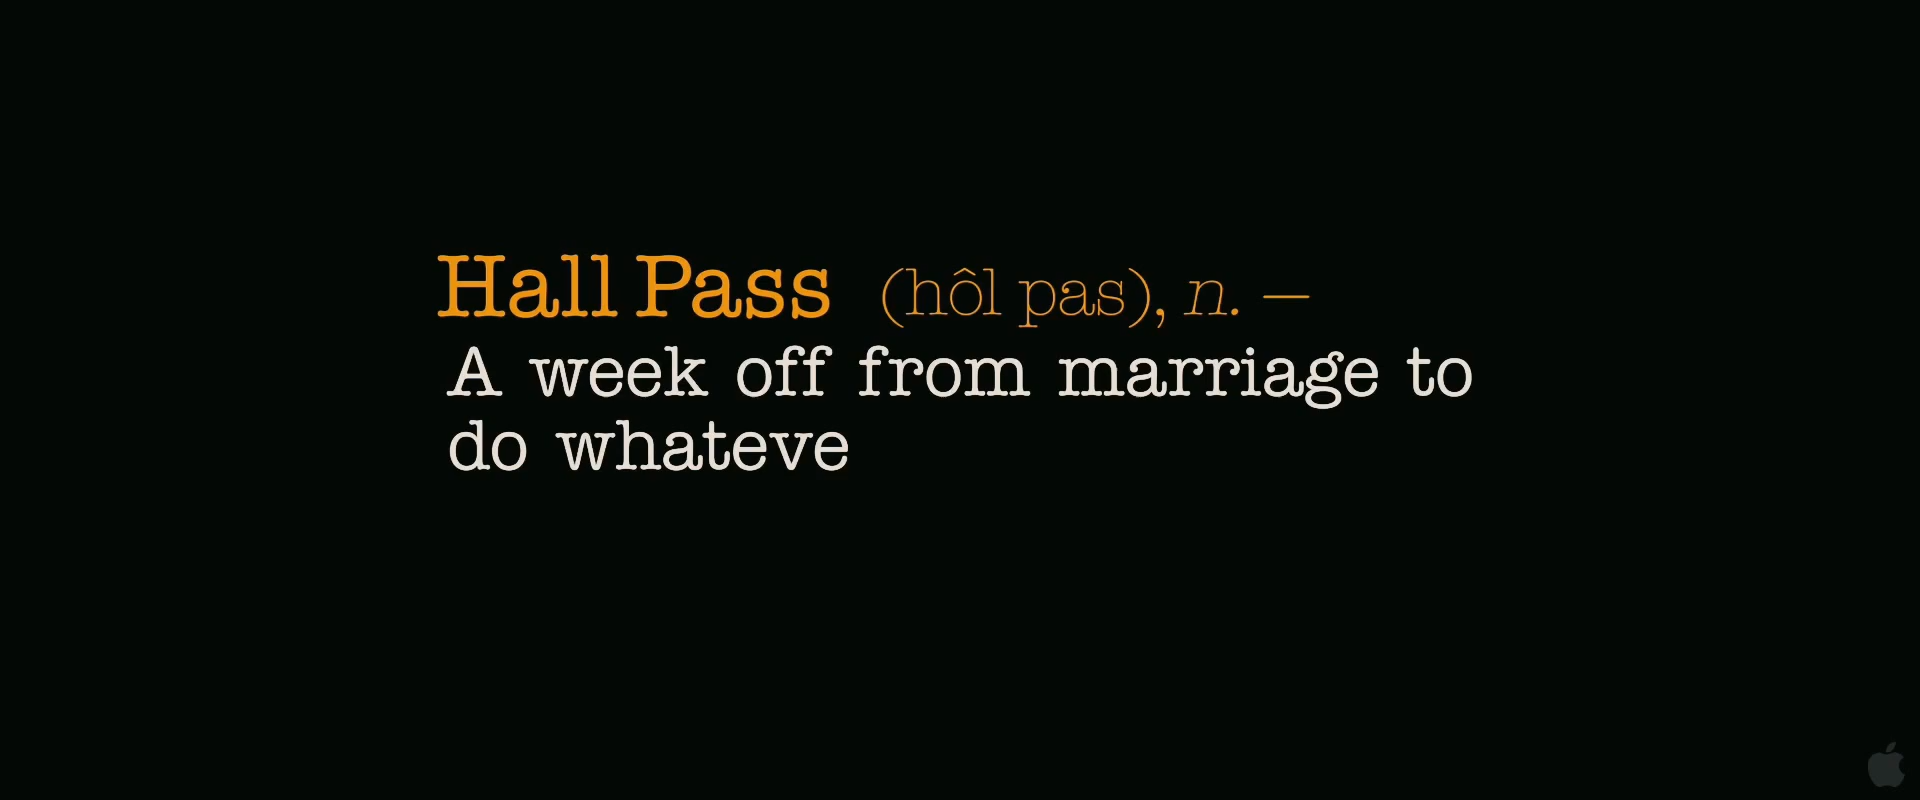 Hall Pass (hôl pas), n. —
A week off from marriage to
do whateve